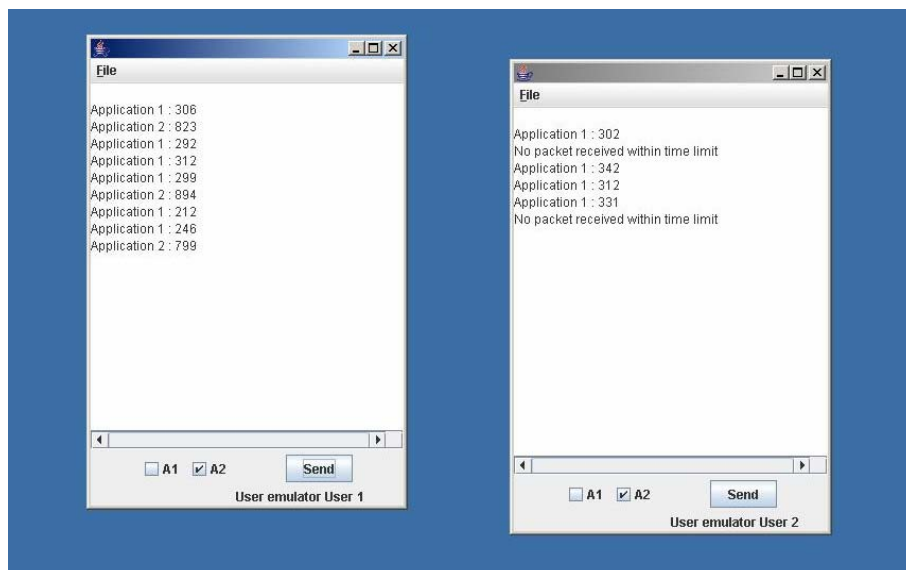 File
Application 1 : 306
Application 2 : 823
Application 1 : 292
Application 1 : 312
Application 1 : 299
Application 2 : 894
Application 1 : 212
Application 1 : 246
Application 2 : 799
A1 A2 Send
User emulator User 1
File
Application 1 : 302
No packet received within time limit
Application 1 : 342
Application 1 : 312
Application 1 : 331
No packet received within time limit
A1 A2 Send
User emulator User 2